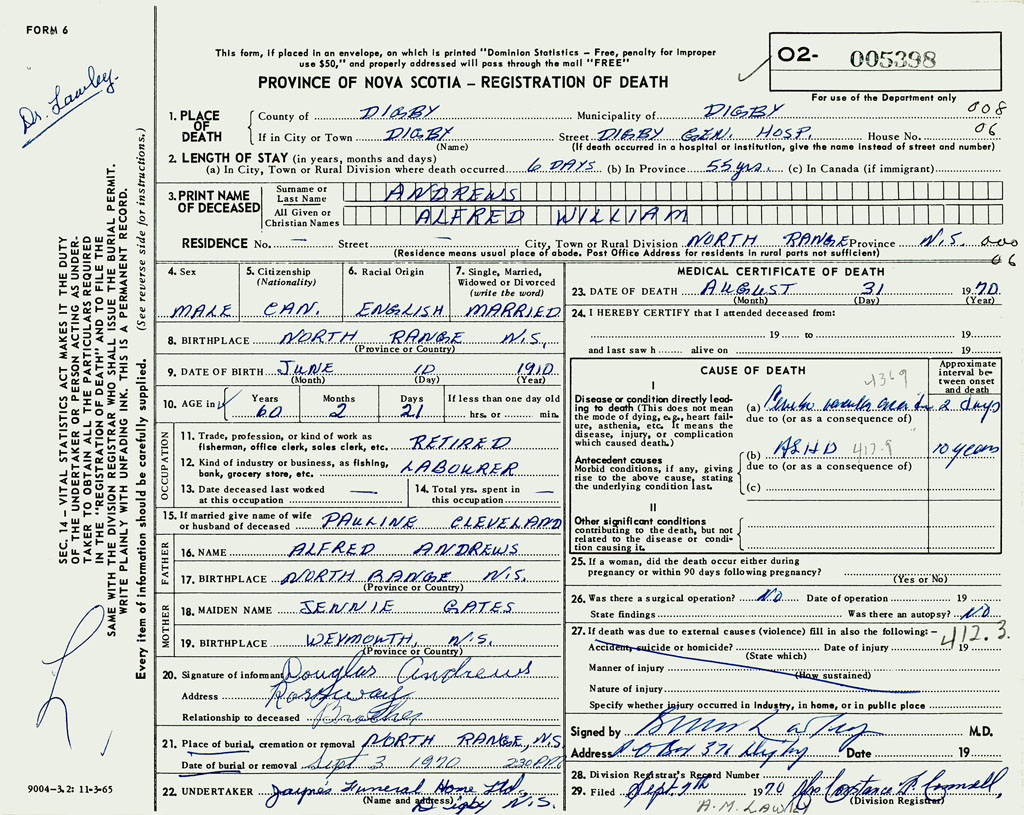 FORM 6
Dr. Lawley.
This form, if placed in an envelope, on which is printed "Dominion Statistics – Free, penalty for improper
use $50," and properly addressed will pass through the mail "FREE"
PROVINCE OF NOVA SCOTIA – REGISTRATION OF DEATH
02- 005398
For use of the Department only
1. PLACE OF DEATH County of DIGBY Municipality of DIGBY 008
If in City or Town DIGBY Street DIGBY GEN. HOSP. House No. 06
(Name) (If death occurred in a hospital or institution, give the name instead of street and number)
2. LENGTH OF STAY (in years, months and days)
(a) In City, Town or Rural Division where death occurred 6 DAYS (b) In Province 55 yrs. (c) In Canada (if immigrant)
3. PRINT NAME OF DECEASED Surname or Last Name ANDREWS
All Given or Christian Names ALFRED WILLIAM
RESIDENCE No. — Street — City, Town or Rural Division NORTH RANGE Province N.S. 000
(Residence means usual place of abode. Post Office Address for residents in rural parts not sufficient) 06
4. Sex 5. Citizenship (Nationality) 6. Racial Origin 7. Single, Married, Widowed or Divorced (write the word)
MALE CAN. ENGLISH MARRIED
8. BIRTHPLACE NORTH RANGE N.S.
(Province or Country)
9. DATE OF BIRTH JUNE 10 1910
(Month) (Day) (Year)
10. AGE in Years Months Days If less than one day old
60 2 21 hrs. or min.
OCCUPATION
11. Trade, profession, or kind of work as
fisherman, office clerk, sales clerk, etc. RETIRED
12. Kind of industry or business, as fishing,
bank, grocery store, etc. LABOURER
13. Date deceased last worked at this occupation — 14. Total yrs. spent in this occupation —
15. If married give name of wife
or husband of deceased PAULINE CLEVELAND
FATHER
16. NAME ALFRED ANDREWS
17. BIRTHPLACE NORTH RANGE N.S.
(Province or Country)
MOTHER
18. MAIDEN NAME JENNIE GATES
19. BIRTHPLACE WEYMOUTH, N.S.
(Province or Country)
20. Signature of informant Douglas Andrews
Address Rossway
Relationship to deceased Brother
21. Place of burial, cremation or removal NORTH RANGE, N.S.
Date of burial or removal Sept 3 1970 2:30 P.M.
22. UNDERTAKER Jayne's Funeral Home Ltd,
(Name and address) Digby N.S.
MEDICAL CERTIFICATE OF DEATH
23. DATE OF DEATH AUGUST 31 1970
(Month) (Day) (Year)
24. I HEREBY CERTIFY that I attended deceased from:
19 to 19
and last saw h alive on 19
CAUSE OF DEATH
Approximate interval between onset and death
4369
I
Disease or condition directly leading to death (This does not mean the mode of dying, e.g., heart failure, asthenia, etc. It means the disease, injury, or complication which caused death.)
(a) 2 days
due to (or as a consequence of)
Antecedent causes
Morbid conditions, if any, giving rise to the above cause, stating the underlying condition last.
(b) ASHD 417.9 10 years
due to (or as a consequence of)
(c)
II
Other significant conditions
contributing to the death, but not related to the disease or condition causing it.
25. If a woman, did the death occur either during
pregnancy or within 90 days following pregnancy?
(Yes or No)
26. Was there a surgical operation? NO Date of operation 19
State findings Was there an autopsy? NO
27. If death was due to external causes (violence) fill in also the following:– 412.3
Accident, suicide or homicide? Date of injury 19
(State which)
Manner of injury
(How sustained)
Nature of injury
Specify whether injury occurred in industry, in home, or in public place
Signed by M.D.
Address P O Box 376 Digby Date 19
28. Division Registrar's Record Number
29. Filed Sept 9th 1970 Mrs Constance
(Division Registrar)
A.M. LAWLEY
SEC. 14 – VITAL STATISTICS ACT MAKES IT THE DUTY
OF THE UNDERTAKER OR PERSON ACTING AS UNDER-
TAKER TO OBTAIN ALL THE PARTICULARS REQUIRED
IN THE "REGISTRATION OF DEATH" AND TO FILE THE
SAME WITH THE DIVISION REGISTRAR WHO SHALL ISSUE THE BURIAL PERMIT.
WRITE PLAINLY WITH UNFADING INK. THIS IS A PERMANENT RECORD.
Every item of information should be carefully supplied. (See reverse side for instructions.)
9004-3.2: 11-3-65